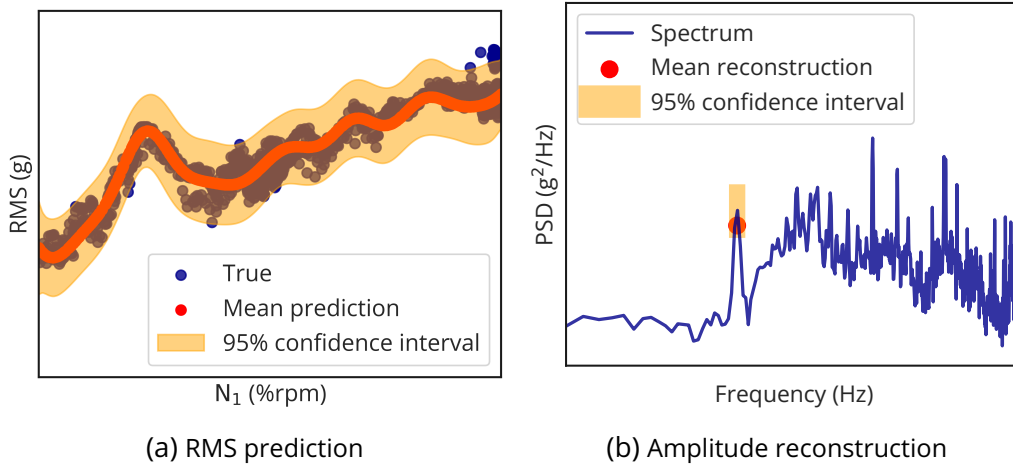 RMS (g)
True
Mean prediction
95% confidence interval
N₁ (%rpm)
(a) RMS prediction
Spectrum
Mean reconstruction
95% confidence interval
PSD (g²/Hz)
Frequency (Hz)
(b) Amplitude reconstruction